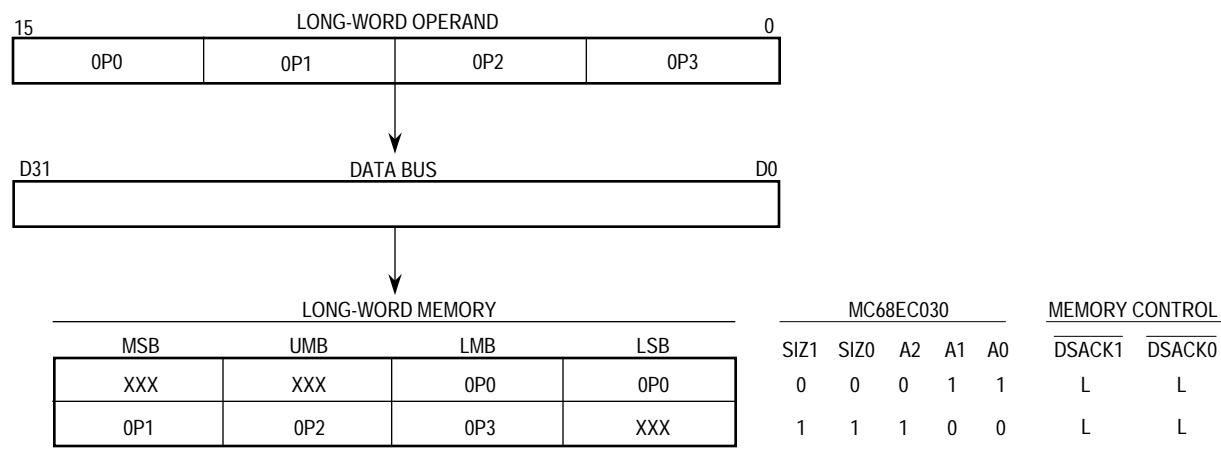 LONG-WORD OPERAND
15 0
0P0 0P1 0P2 0P3
D31 DATA BUS D0
LONG-WORD MEMORY MC68EC030 MEMORY CONTROL
MSB UMB LMB LSB SIZ1 SIZ0 A2 A1 A0 DSACK1 DSACK0
XXX XXX 0P0 0P0 0 0 0 1 1 L L
0P1 0P2 0P3 XXX 1 1 1 0 0 L L